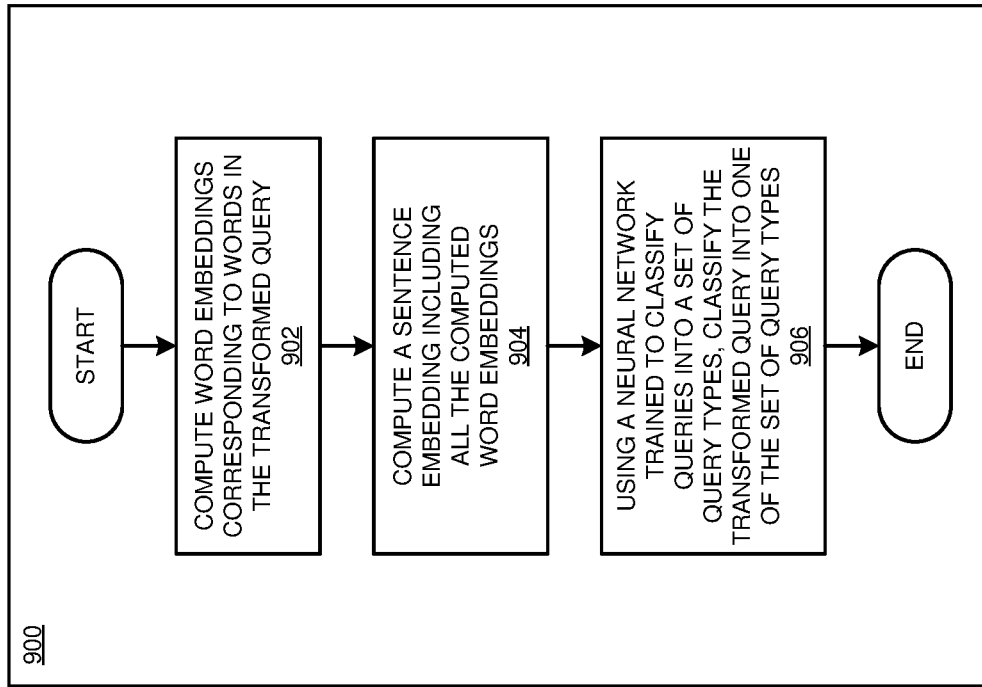 900
START
COMPUTE WORD EMBEDDINGS
CORRESPONDING TO WORDS IN
THE TRANSFORMED QUERY
902
COMPUTE A SENTENCE
EMBEDDING INCLUDING
ALL THE COMPUTED
WORD EMBEDDINGS
904
USING A NEURAL NETWORK
TRAINED TO CLASSIFY
QUERIES INTO A SET OF
QUERY TYPES, CLASSIFY THE
TRANSFORMED QUERY INTO ONE
OF THE SET OF QUERY TYPES
906
END